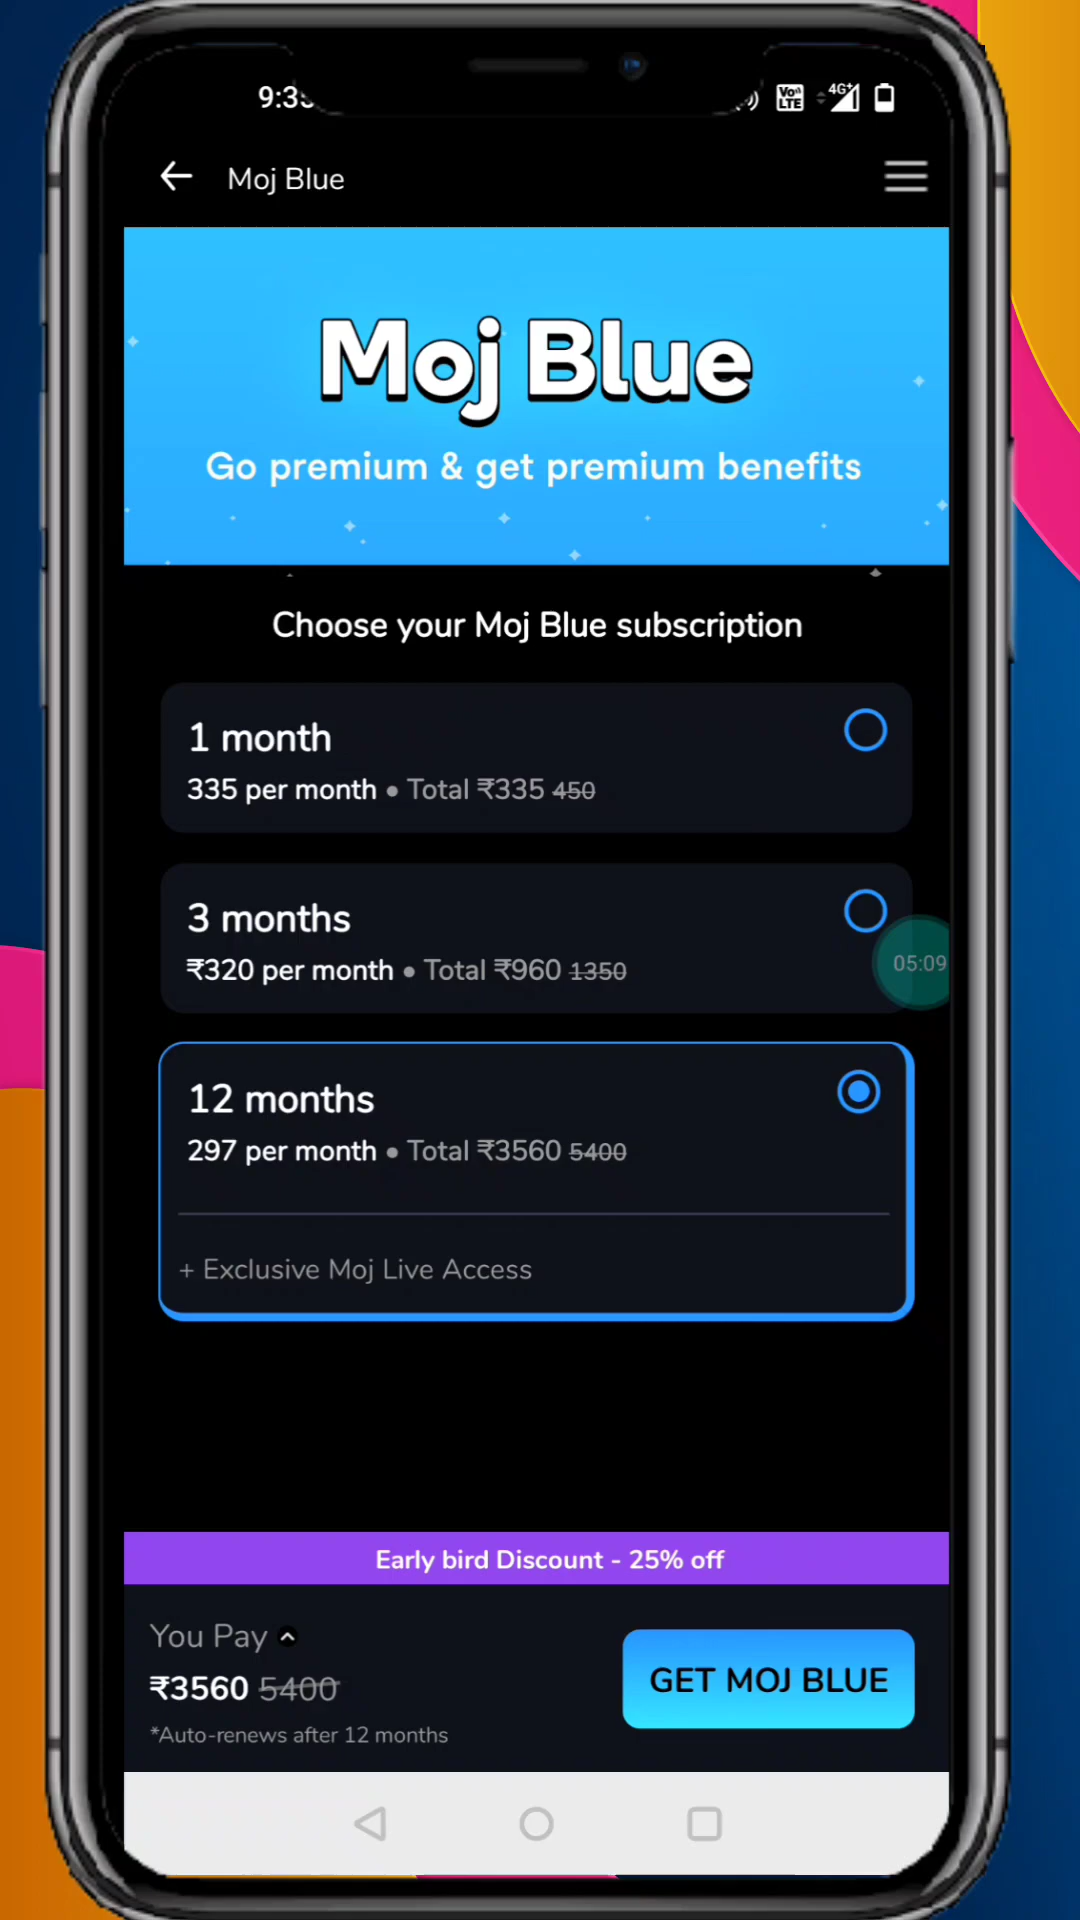 Moj Blue
Moj Blue
Go premium & get premium benefits
Choose your Moj Blue subscription
1 month
335 per month • Total ₹335 450
3 months
₹320 per month • Total ₹960 1350
05:09
12 months
297 per month • Total ₹3560 5400
+ Exclusive Moj Live Access
Early bird Discount - 25% off
You Pay
₹3560 5400
GET MOJ BLUE
*Auto-renews after 12 months
VoLTE 4G+